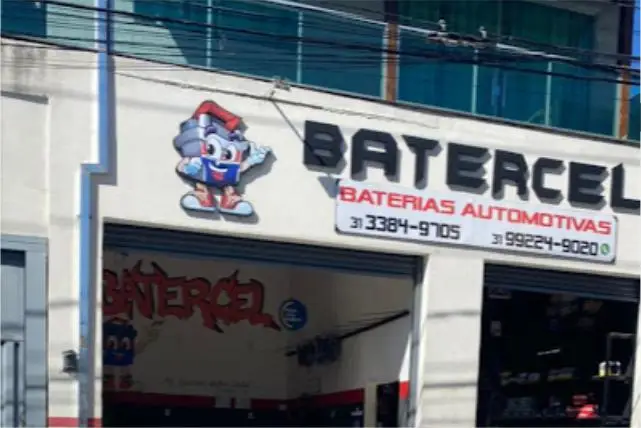 BATERCEL
BATERIAS AUTOMOTIVAS
31 3384-9705 31 99224-9020
BATERCEL